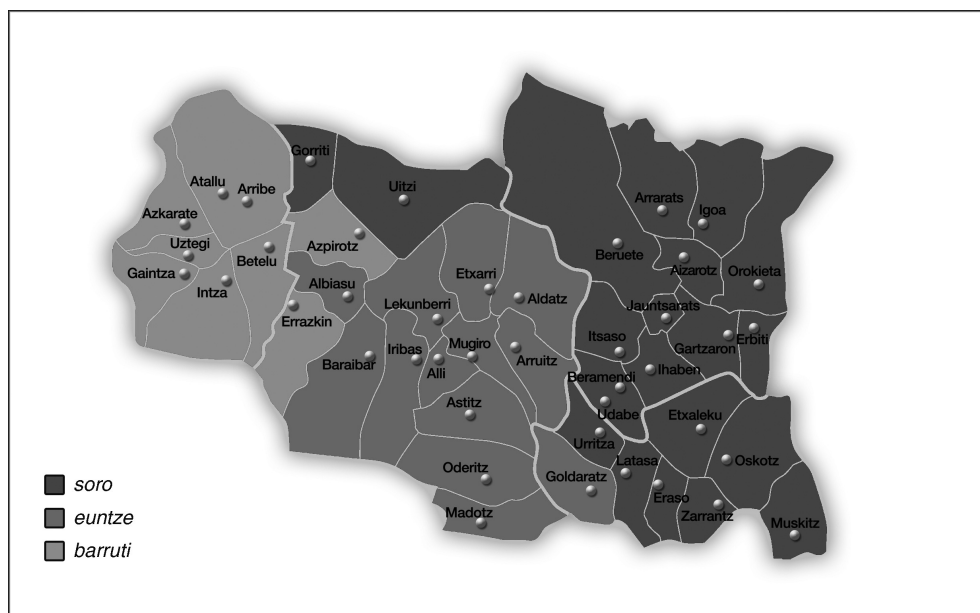 Gorriti
Uitzi
Atallu
Arribe
Arrarats
Igoa
Azkarate
Uztegi
Betelu
Azpirotz
Beruete
Aizarotz
Orokieta
Gaintza
Intza
Albiasu
Etxarri
Aldatz
Errazkin
Lekunberri
Jauntsarats
Itsaso
Gartzaron
Erbiti
Baraibar
Iribas
Mugiro
Alli
Arruitz
Beramendi
Ihaben
Astitz
Udabe
Etxaleku
Urritza
Oderitz
Goldaratz
Latasa
Oskotz
Eraso
Madotz
Zarrantz
Muskitz
soro
euntze
barruti